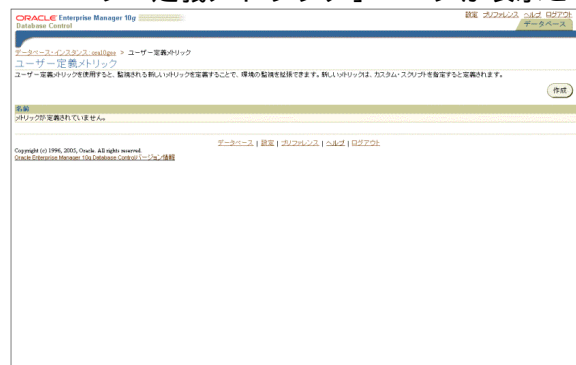 ORACLE Enterprise Manager 10g
Database Control
設定 プリファレンス ヘルプ ログアウト
データベース
データベース・インスタンス: > ユーザー定義メトリック
ユーザー定義メトリック
ユーザー定義メトリックを使用すると、監視される新しいメトリックを定義することで、環境の監視を拡張できます。新しいメトリックは、カスタム・スクリプトを指定すると定義されます。
作成
名前
メトリックが定義されていません。
データベース | 設定 | プリファレンス | ヘルプ | ログアウト
Copyright (c) 1996, 2005, Oracle. All rights reserved.
Oracle Enterprise Manager 10g Database Controlバージョン情報